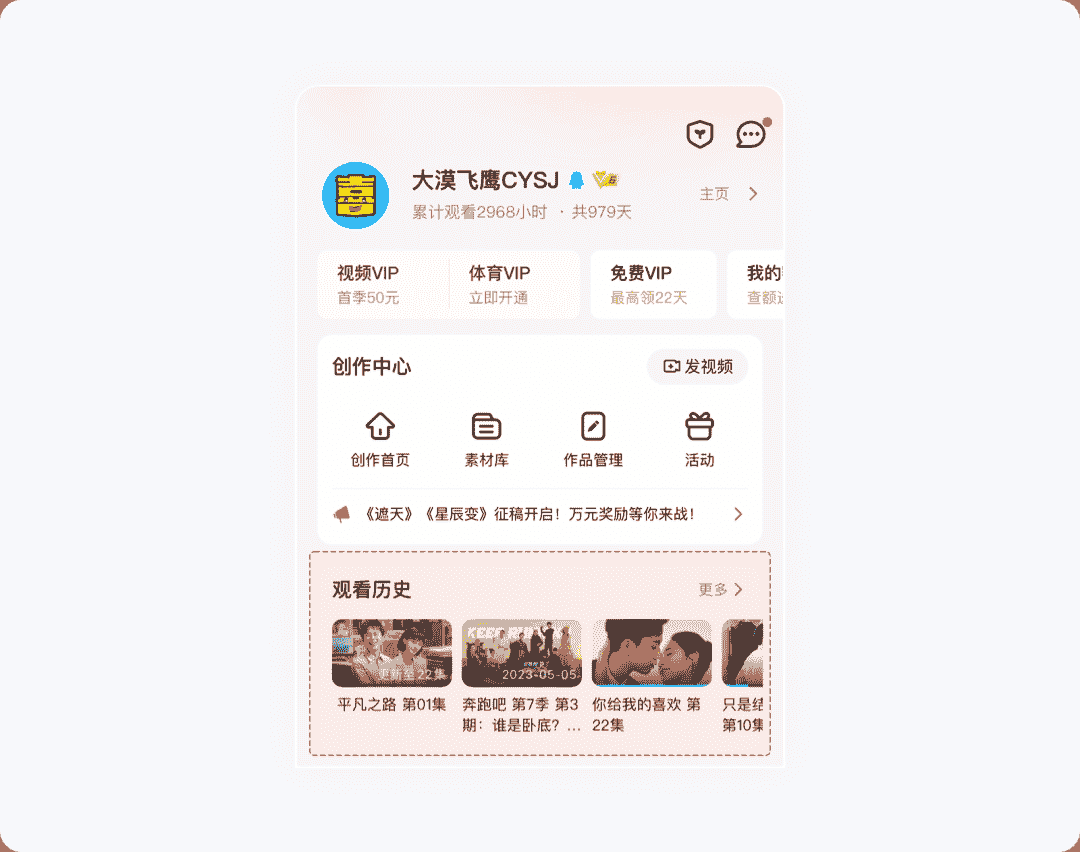 大漠飞鹰CYSJ
累计观看2968小时 · 共979天
主页
视频VIP
首季50元
体育VIP
立即开通
免费VIP
最高领22天
我的
创作中心
发视频
创作首页
素材库
作品管理
活动
《遮天》《星辰变》征稿开启！万元奖励等你来战！
观看历史
更多
更新至22集
KEEP RUN
2023-05-05
平凡之路 第01集
奔跑吧 第7季 第3
期：谁是卧底？...
你给我的喜欢 第
22集
只是结
第10集